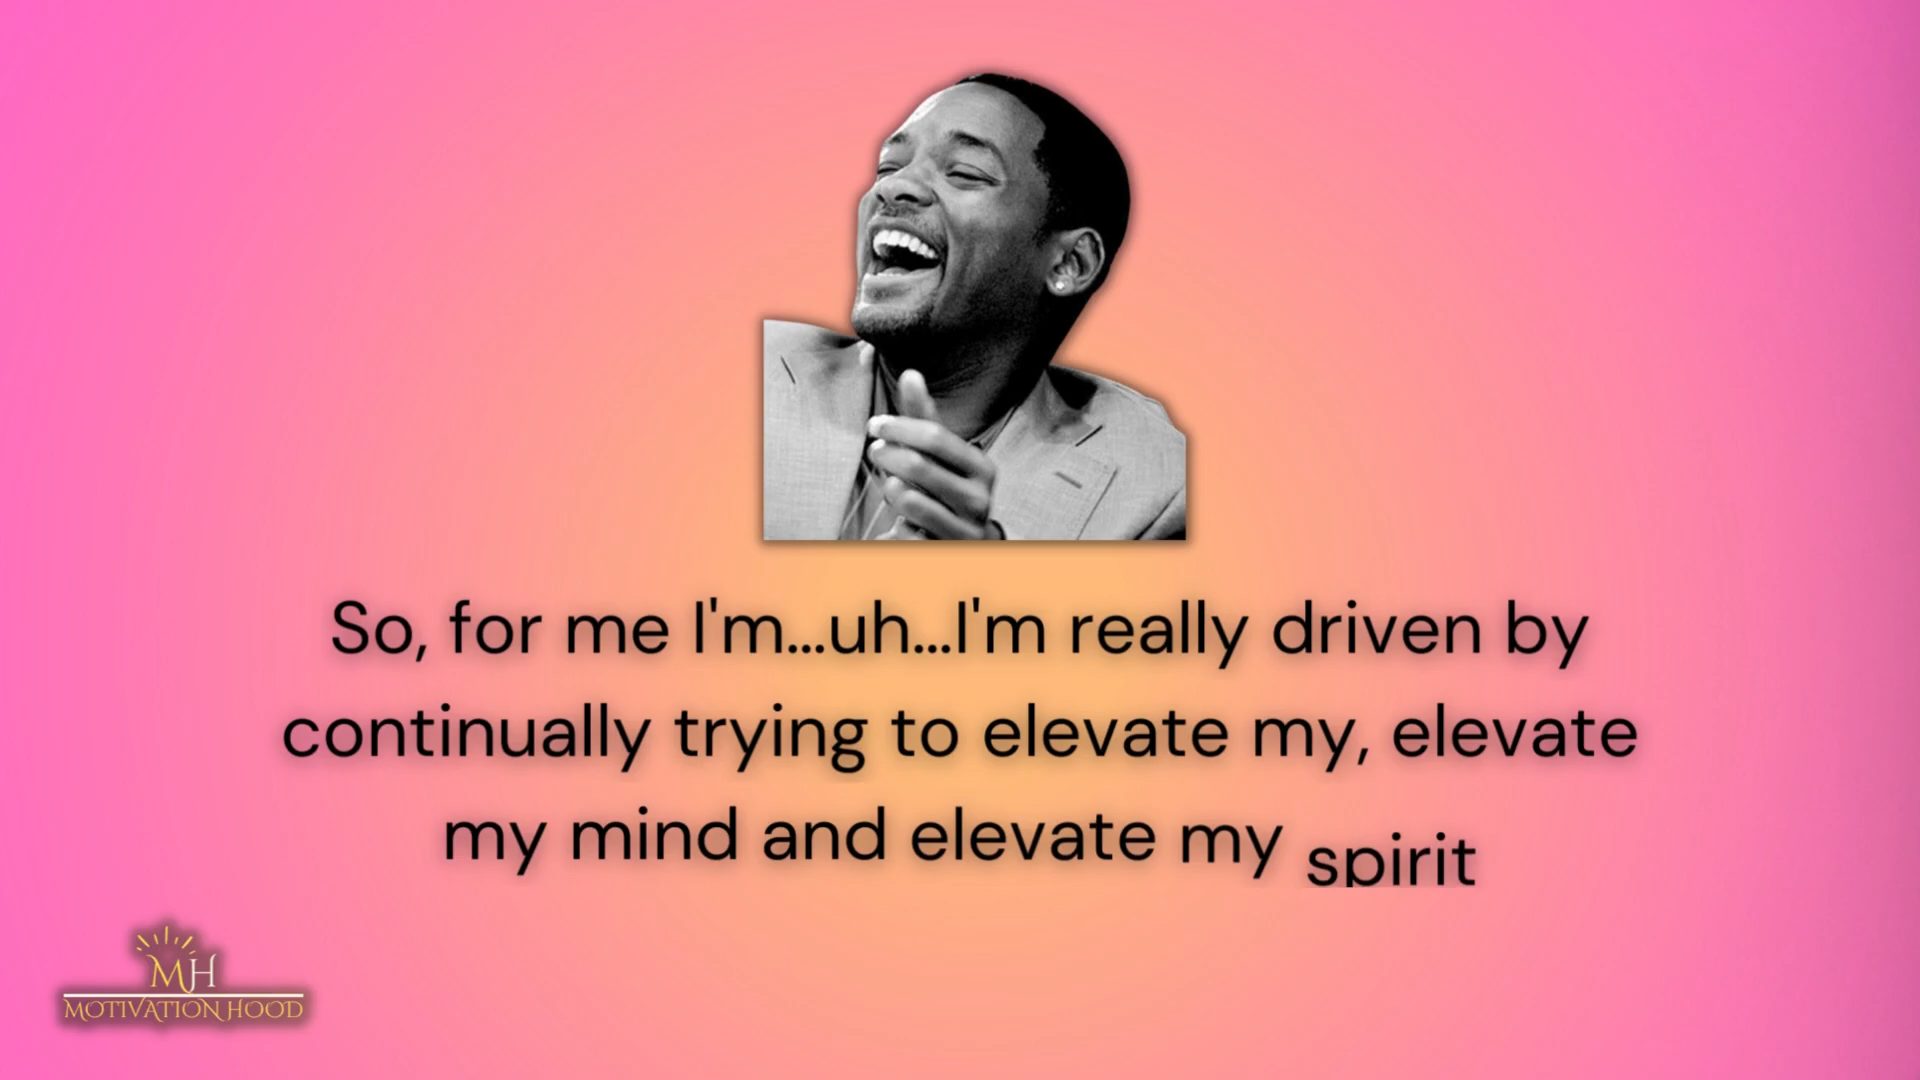 So, for me I'm...uh...I'm really driven by
continually trying to elevate my, elevate
my mind and elevate my spirit
MH
MOTIVATION HOOD